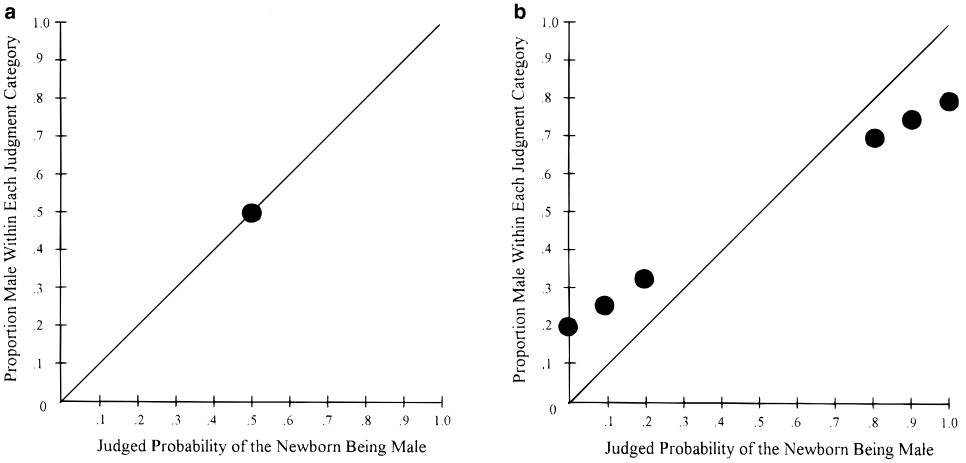 a
Proportion Male Within Each Judgment Category
1.0
.9
.8
.7
.6
.5
.4
.3
.2
.1
0
.1 .2 .3 .4 .5 .6 .7 .8 .9 1.0
Judged Probability of the Newborn Being Male
b
Proportion Male Within Each Judgment Category
1.0
.9
.8
.7
.6
.5
.4
.3
.2
.1
0
.1 .2 .3 .4 .5 .6 .7 .8 .9 1.0
Judged Probability of the Newborn Being Male